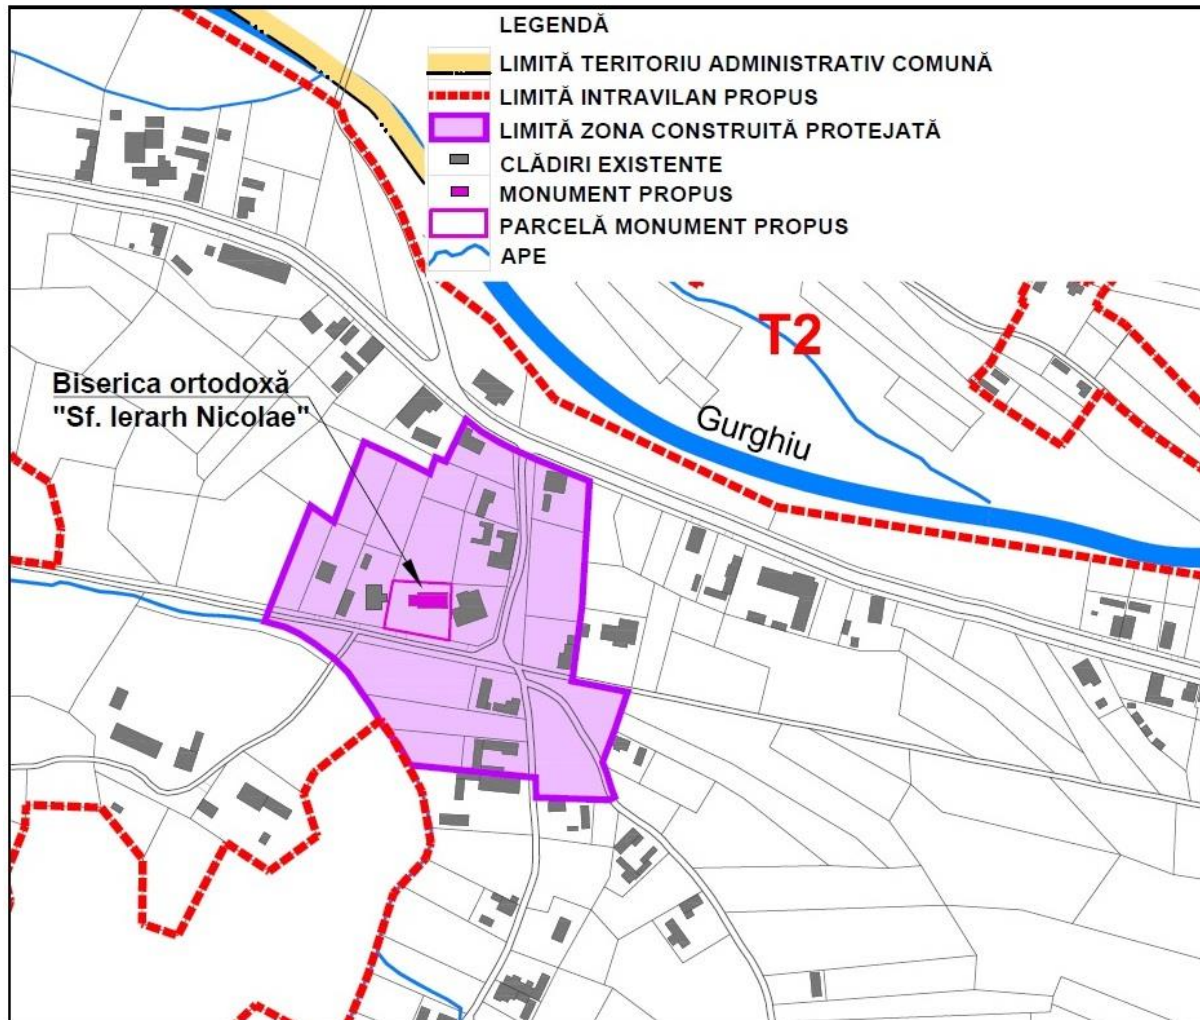 LEGENDĂ
LIMITĂ TERITORIU ADMINISTRATIV COMUNĂ
LIMITĂ INTRAVILAN PROPUS
LIMITĂ ZONA CONSTRUITĂ PROTEJATĂ
CLĂDIRI EXISTENTE
MONUMENT PROPUS
PARCELĂ MONUMENT PROPUS
APE
T2
Biserica ortodoxă
"Sf. Ierarh Nicolae"
Gurghiu